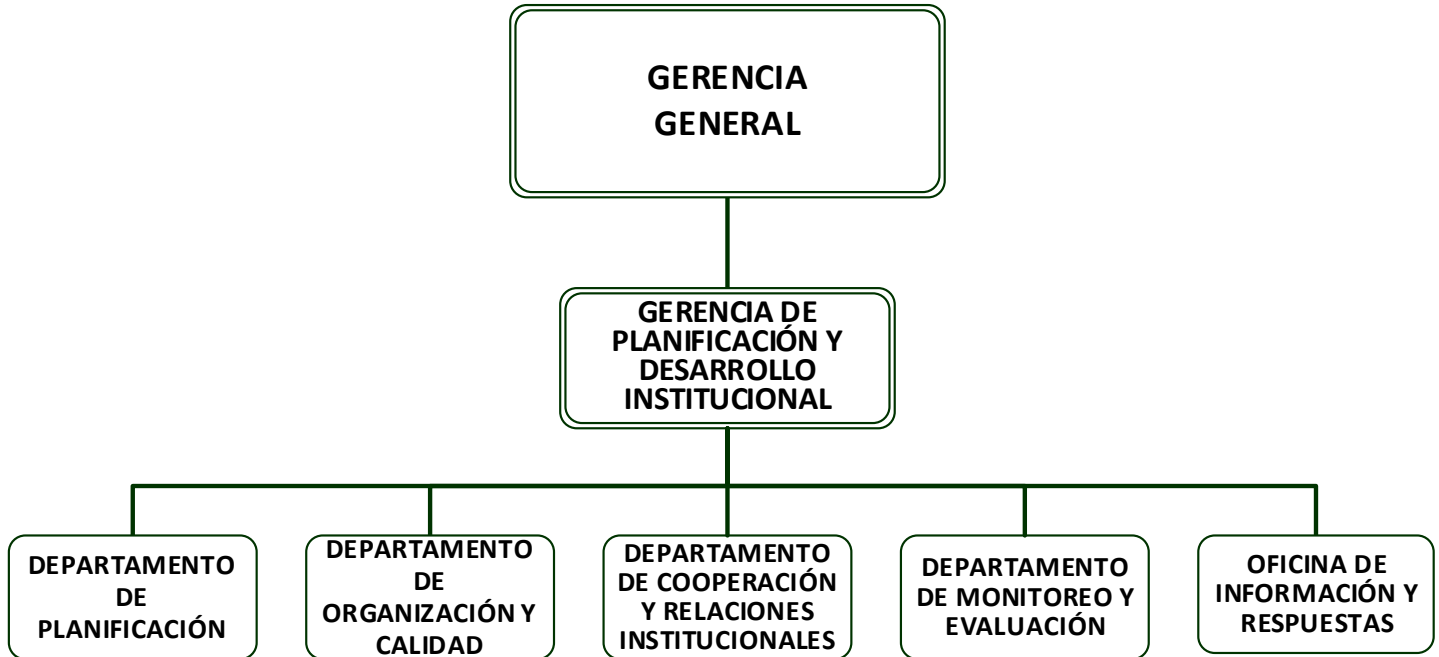 GERENCIA
GENERAL
GERENCIA DE
PLANIFICACIÓN Y
DESARROLLO
INSTITUCIONAL
DEPARTAMENTO
DE
PLANIFICACIÓN
DEPARTAMENTO
DE
ORGANIZACIÓN Y
CALIDAD
DEPARTAMENTO
DE COOPERACIÓN
Y RELACIONES
INSTITUCIONALES
DEPARTAMENTO
DE MONITOREO Y
EVALUACIÓN
OFICINA DE
INFORMACIÓN Y
RESPUESTAS